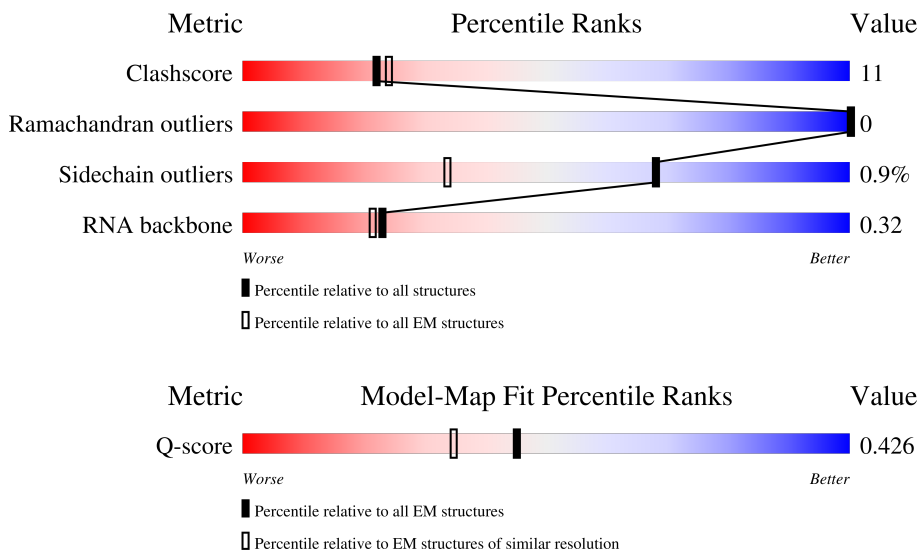 Metric Percentile Ranks Value
Clashscore 11
Ramachandran outliers 0
Sidechain outliers 0.9%
RNA backbone 0.32
Worse Better
Percentile relative to all structures
Percentile relative to all EM structures
Metric Model-Map Fit Percentile Ranks Value
Q-score 0.426
Worse Better
Percentile relative to all EM structures
Percentile relative to EM structures of similar resolution